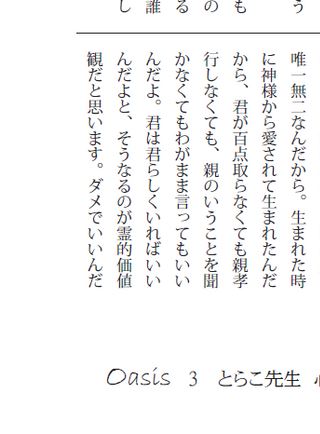 う
も
の
る
誰
し
唯一無二なんだから。生まれた時
に神様から愛されて生まれたんだ
から、君が百点取らなくても親孝
行しなくても、親のいうことを聞
かなくてもわがまま言ってもいい
んだよ。君は君らしくいればいい
んだよと、そうなるのが霊的価値
観だと思います。ダメでいいんだ
Oasis 3 とらこ先生